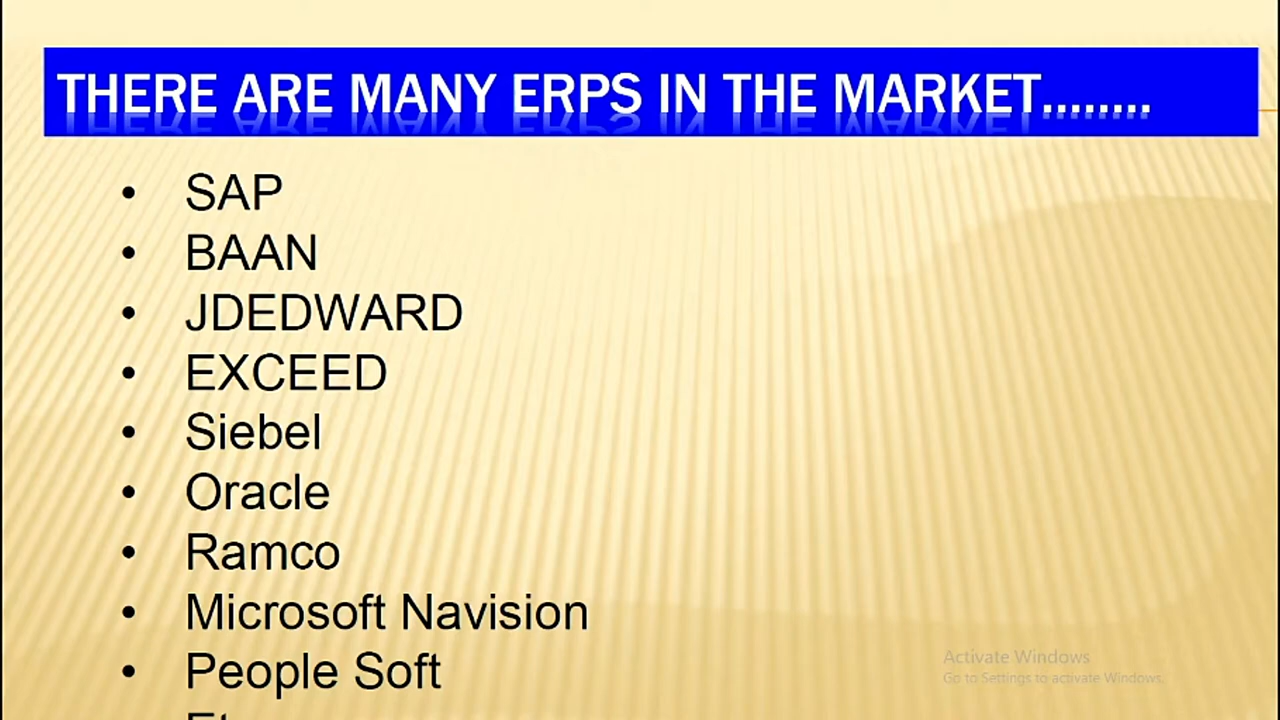 THERE ARE MANY ERPS IN THE MARKET........
• SAP
• BAAN
• JDEDWARD
• EXCEED
• Siebel
• Oracle
• Ramco
• Microsoft Navision
• People Soft
Activate Windows
Go to Settings to activate Windows.